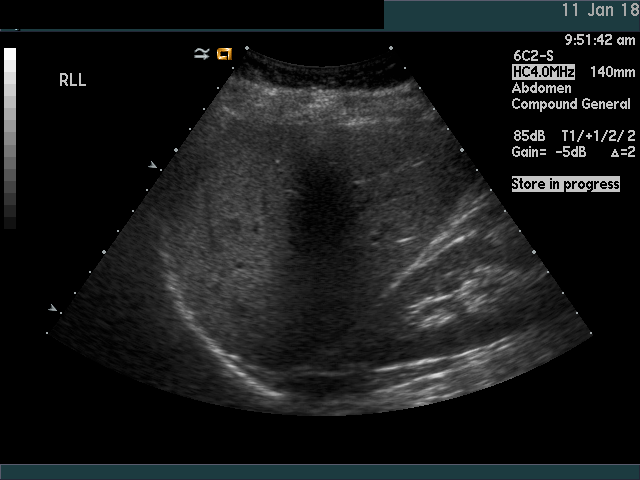 11 Jan 18
9:51:42 am
6C2-S
HC4.0MHz 140mm
Abdomen
Compound General
85dB T1/+1/2/2
Gain= -5dB Δ=2
Store in progress
RLL